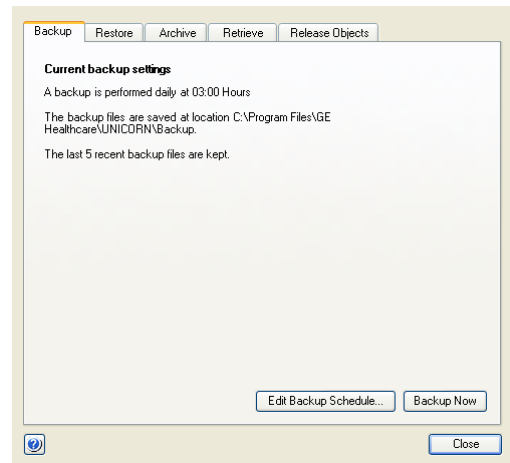 Backup Restore Archive Retrieve Release Objects
Current backup settings
A backup is performed daily at 03:00 Hours
The backup files are saved at location C:\Program Files\GE
Healthcare\UNICORN\Backup.
The last 5 recent backup files are kept.
Edit Backup Schedule... Backup Now
? Close